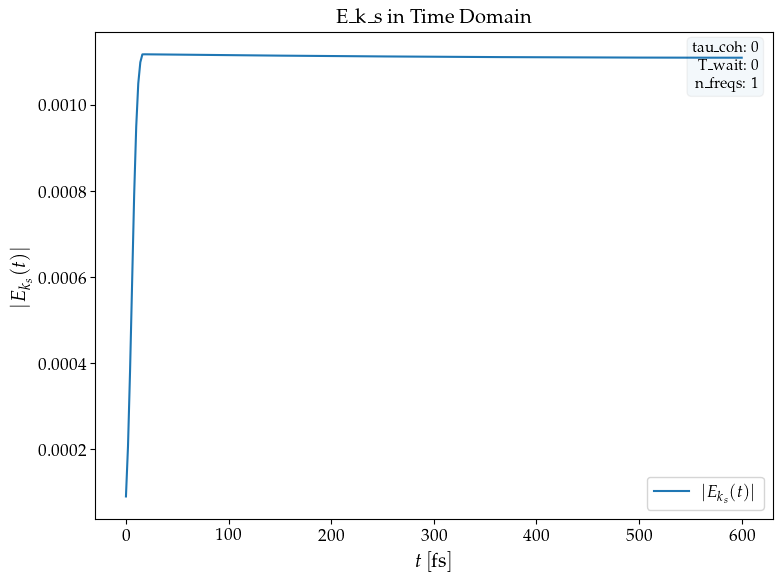 E_k_s in Time Domain
tau_coh: 0
T_wait: 0
n_freqs: 1
0.0010
0.0008
0.0006
0.0004
0.0002
|E_{k_s}(t)|
|E_{k_s}(t)|
0 100 200 300 400 500 600
t [fs]